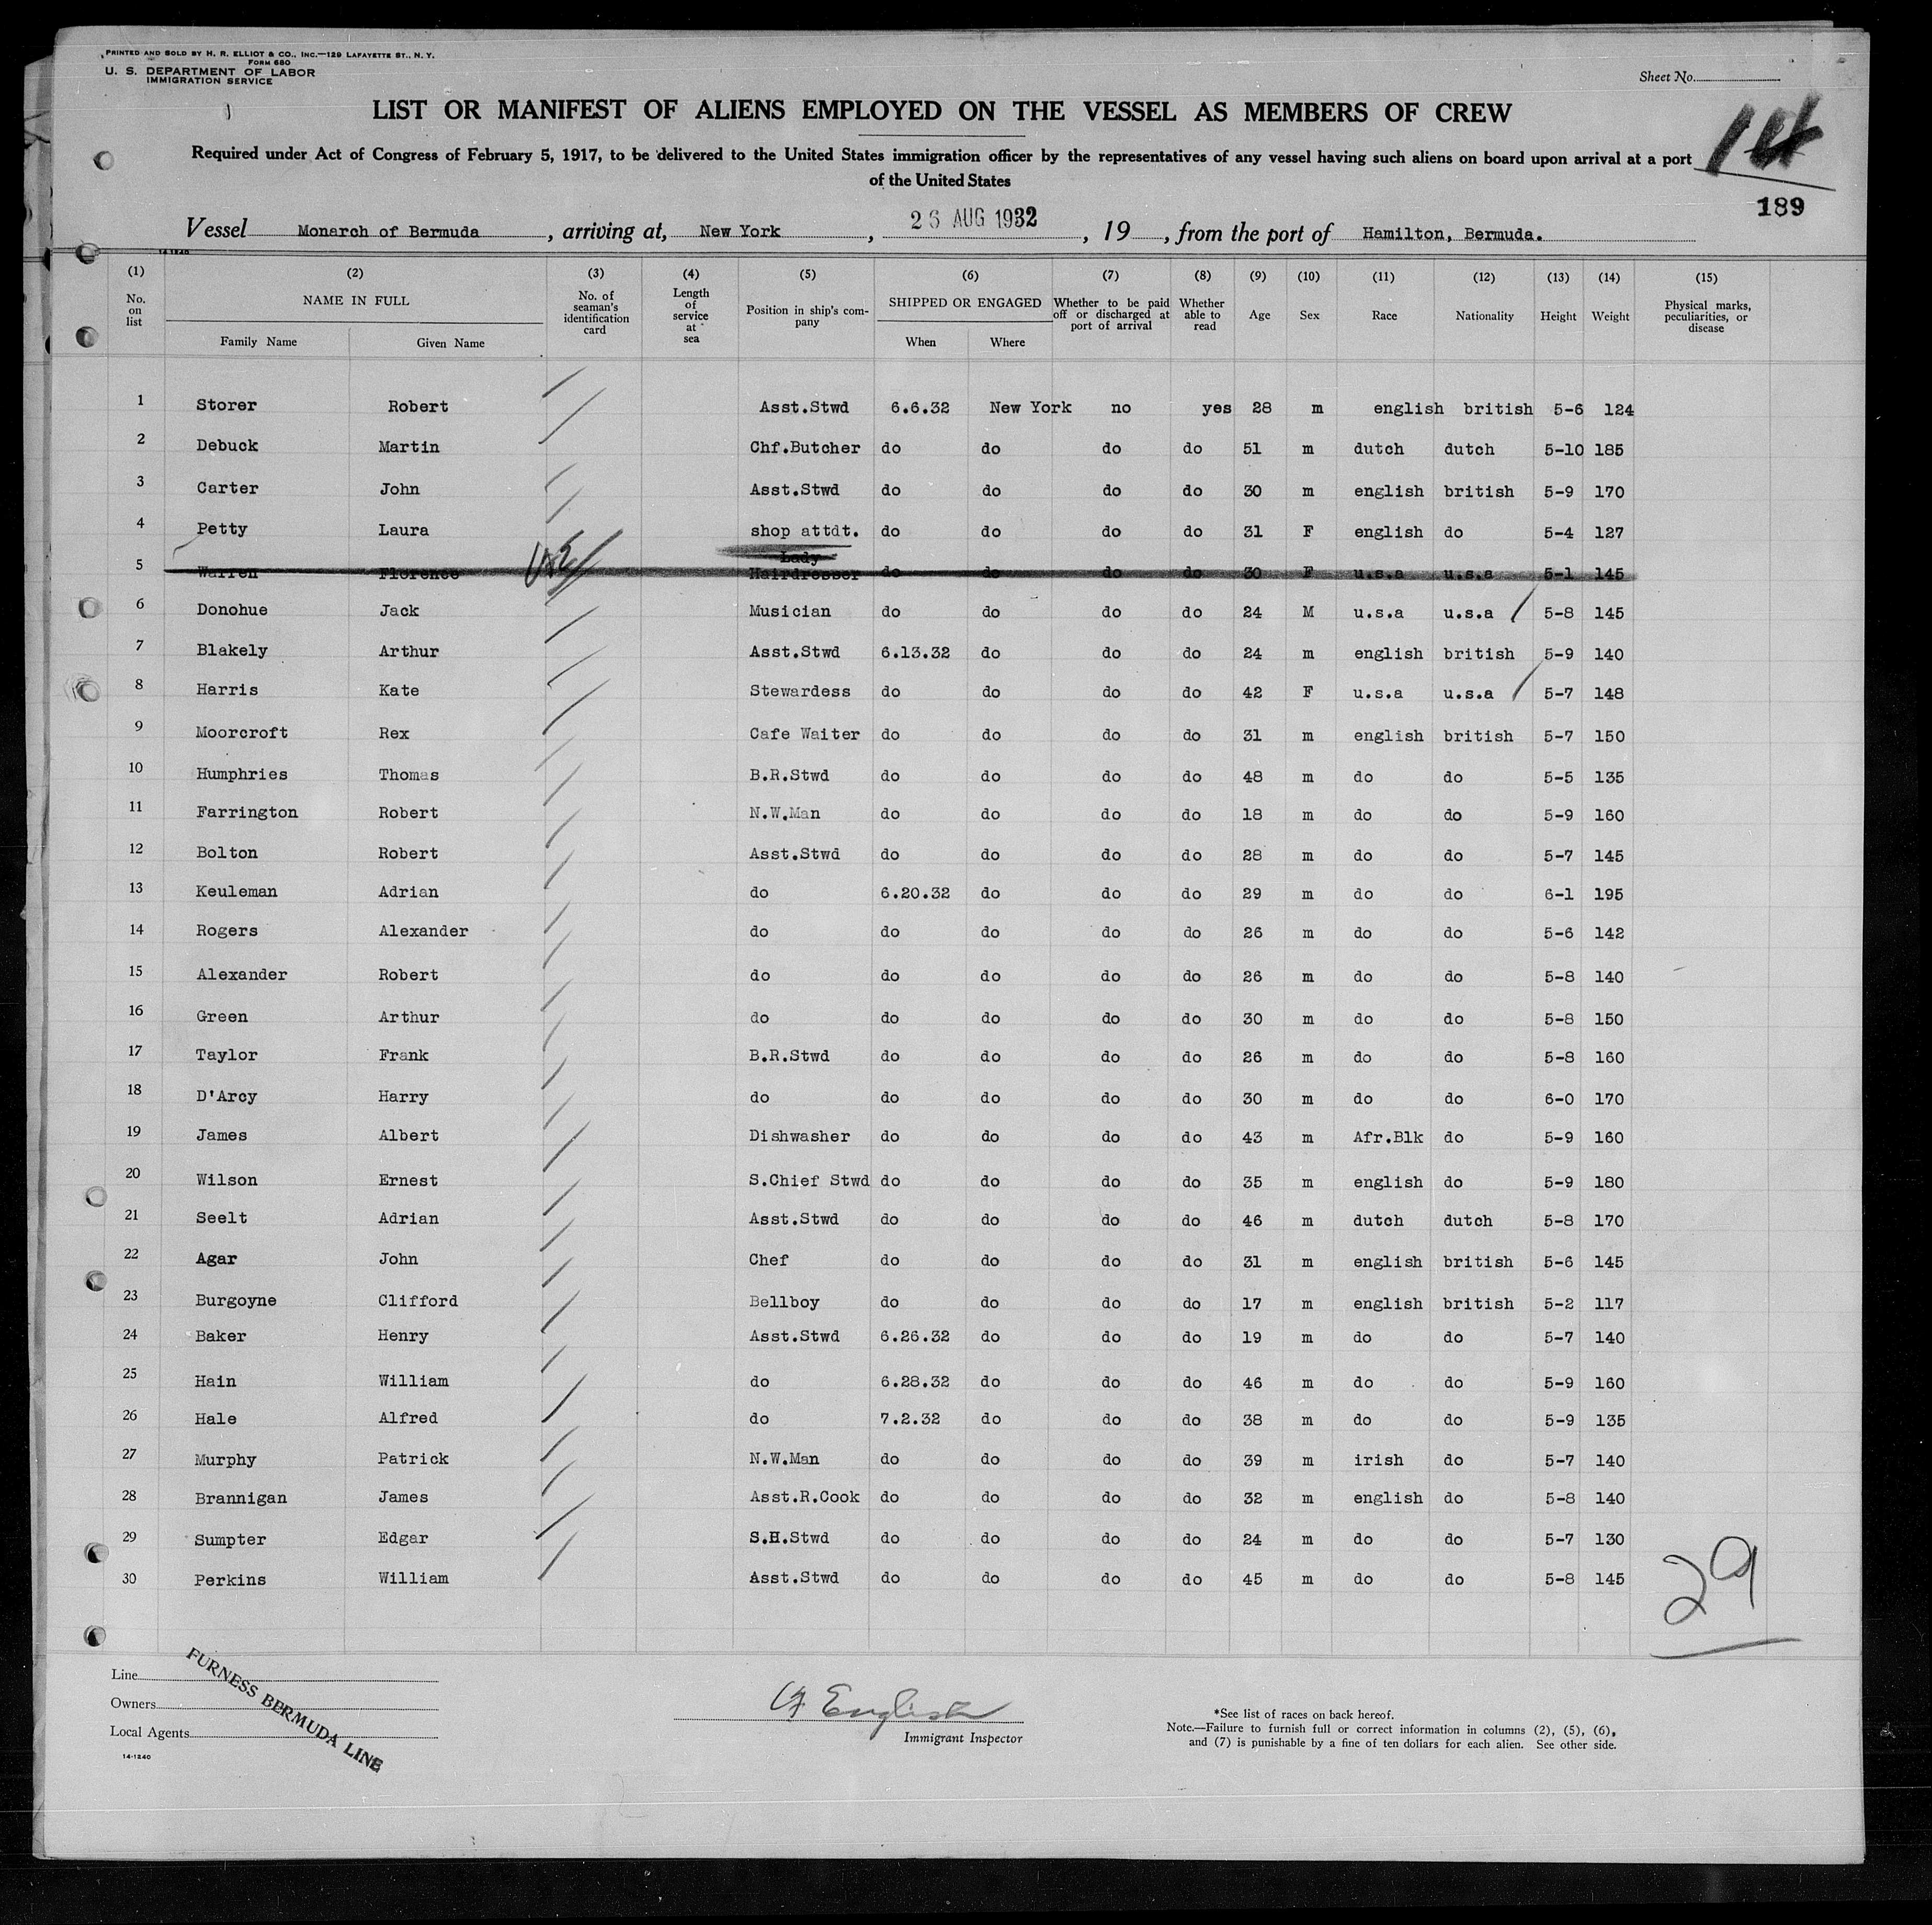 PRINTED AND SOLD BY H. R. ELLIOT & CO., INC.—129 LAFAYETTE ST., N. Y.
FORM 680
U. S. DEPARTMENT OF LABOR
IMMIGRATION SERVICE
Sheet No.
LIST OR MANIFEST OF ALIENS EMPLOYED ON THE VESSEL AS MEMBERS OF CREW
Required under Act of Congress of February 5, 1917, to be delivered to the United States immigration officer by the representatives of any vessel having such aliens on board upon arrival at a port
of the United States
189
Vessel Monarch of Bermuda, arriving at, New York, 26 AUG 1932, 19, from the port of Hamilton, Bermuda.
14-1240
(1) (2) (3) (4) (5) (6) (7) (8) (9) (10) (11) (12) (13) (14) (15)
No. on list NAME IN FULL Family Name Given Name No. of seaman's identification card Length of service at sea Position in ship's company SHIPPED OR ENGAGED When Where Whether to be paid off or discharged at port of arrival Whether able to read Age Sex Race Nationality Height Weight Physical marks, peculiarities, or disease
1 Storer Robert Asst.Stwd 6.6.32 New York no yes 28 m english british 5-6 124
2 Debuck Martin Chf.Butcher do do do do 51 m dutch dutch 5-10 185
3 Carter John Asst.Stwd do do do do 30 m english british 5-9 170
4 Petty Laura shop attdt. do do do do 31 F english do 5-4 127
5 Warren Florence Lady Hairdresser do do do do 30 F u.s.a u.s.a 5-1 145
6 Donohue Jack Musician do do do do 24 M u.s.a u.s.a 5-8 145
7 Blakely Arthur Asst.Stwd 6.13.32 do do do 24 m english british 5-9 140
8 Harris Kate Stewardess do do do do 42 F u.s.a u.s.a 5-7 148
9 Moorcroft Rex Cafe Waiter do do do do 31 m english british 5-7 150
10 Humphries Thomas B.R.Stwd do do do do 48 m do do 5-5 135
11 Farrington Robert N.W.Man do do do do 18 m do do 5-9 160
12 Bolton Robert Asst.Stwd do do do do 28 m do do 5-7 145
13 Keuleman Adrian do 6.20.32 do do do 29 m do do 6-1 195
14 Rogers Alexander do do do do do 26 m do do 5-6 142
15 Alexander Robert do do do do do 26 m do do 5-8 140
16 Green Arthur do do do do do 30 m do do 5-8 150
17 Taylor Frank B.R.Stwd do do do do 26 m do do 5-8 160
18 D'Arcy Harry do do do do do 30 m do do 6-0 170
19 James Albert Dishwasher do do do do 43 m Afr.Blk do 5-9 160
20 Wilson Ernest S.Chief Stwd do do do do 35 m english do 5-9 180
21 Seelt Adrian Asst.Stwd do do do do 46 m dutch dutch 5-8 170
22 Agar John Chef do do do do 31 m english british 5-6 145
23 Burgoyne Clifford Bellboy do do do do 17 m english british 5-2 117
24 Baker Henry Asst.Stwd 6.26.32 do do do 19 m do do 5-7 140
25 Hain William do 6.28.32 do do do 46 m do do 5-9 160
26 Hale Alfred do 7.2.32 do do do 38 m do do 5-9 135
27 Murphy Patrick N.W.Man do do do do 39 m irish do 5-7 140
28 Brannigan James Asst.R.Cook do do do do 32 m english do 5-8 140
29 Sumpter Edgar S.H.Stwd do do do do 24 m do do 5-7 130
30 Perkins William Asst.Stwd do do do do 45 m do do 5-8 145
29
Line
Owners
Local Agents
FURNESS BERMUDA LINE
14-1240
English
Immigrant Inspector
*See list of races on back hereof.
Note.—Failure to furnish full or correct information in columns (2), (5), (6),
and (7) is punishable by a fine of ten dollars for each alien. See other side.